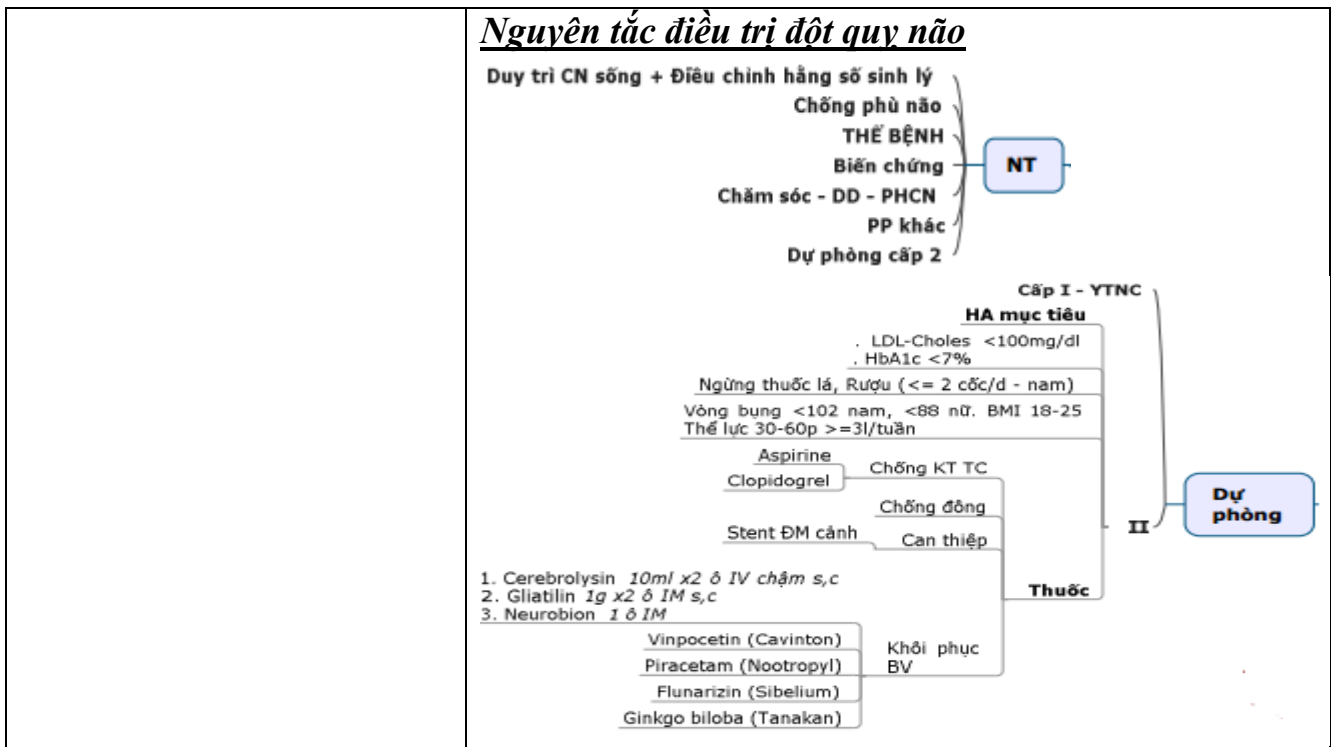 Nguyên tắc điều trị đột quỵ não
Duy trì CN sống + Điều chỉnh hằng số sinh lý
Chống phù não
THỂ BỆNH
Biến chứng
Chăm sóc - DD - PHCN
PP khác
Dự phòng cấp 2
NT
Cấp I - YTNC
HA mục tiêu
. LDL-Choles <100mg/dl
. HbA1c <7%
Ngừng thuốc lá, Rượu (<= 2 cốc/d - nam)
Vòng bụng <102 nam, <88 nữ. BMI 18-25
Thể lực 30-60p >=3l/tuần
Aspirine
Clopidogrel
Chống KT TC
Chống đông
Stent ĐM cảnh
Can thiệp
1. Cerebrolysin 10ml x2 ô IV chậm s,c
2. Gliatilin 1g x2 ô IM s,c
3. Neurobion 1 ô IM
Vinpocetin (Cavinton)
Piracetam (Nootropyl)
Flunarizin (Sibelium)
Ginkgo biloba (Tanakan)
Khôi phục
BV
Thuốc
II
Dự
phòng